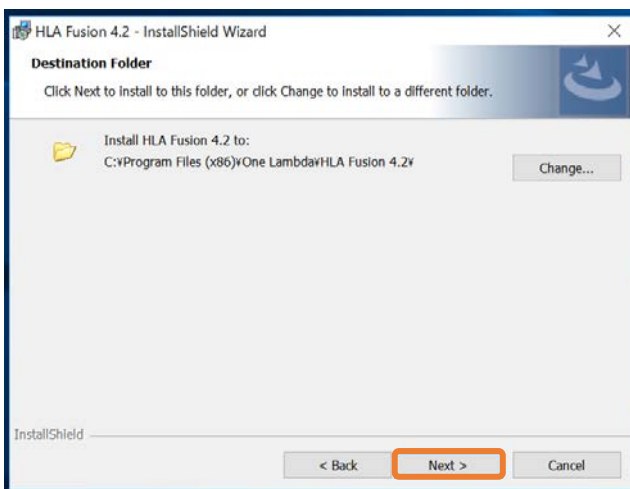 HLA Fusion 4.2 - InstallShield Wizard
Destination Folder
Click Next to install to this folder, or click Change to install to a different folder.
Install HLA Fusion 4.2 to:
C:¥Program Files (x86)¥One Lambda¥HLA Fusion 4.2¥
Change...
InstallShield
< Back
Next >
Cancel